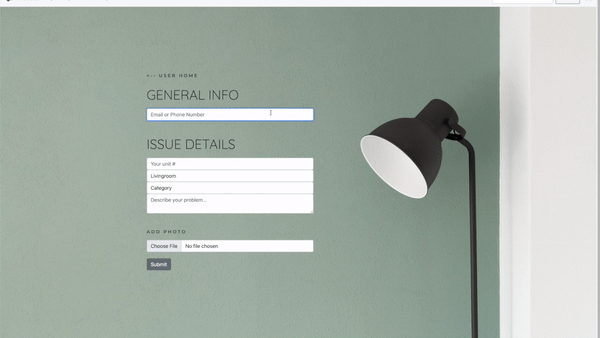 <-- USER HOME
GENERAL INFO
Email or Phone Number
ISSUE DETAILS
Your unit #
Livingroom
Category
Describe your problem...
ADD PHOTO
Choose File No file chosen
Submit